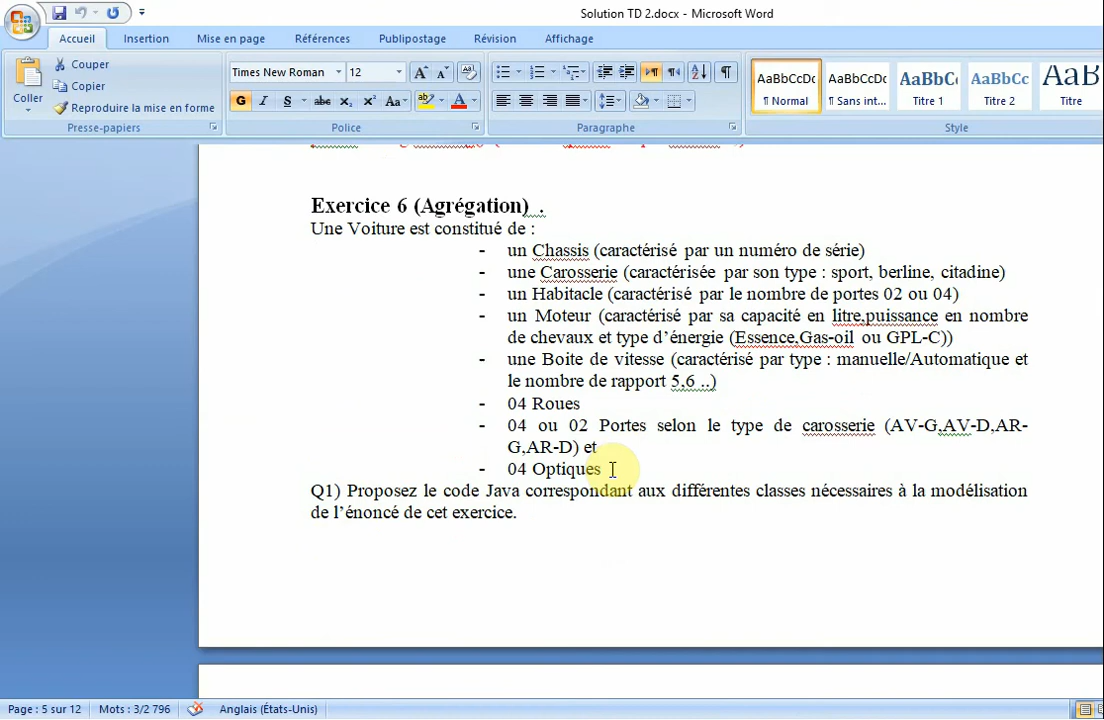 Solution TD 2.docx - Microsoft Word
Accueil Insertion Mise en page Références Publipostage Révision Affichage
Coller
Couper
Copier
Reproduire la mise en forme
Presse-papiers
Times New Roman 12
G I S abc x₂ x² Aa
Police
Paragraphe
AaBbCcDc AaBbCcDc AaBbC AaBbCc AaB
¶ Normal ¶ Sans int... Titre 1 Titre 2 Titre
Style
Exercice 6 (Agrégation) .
Une Voiture est constitué de :
- un Chassis (caractérisé par un numéro de série)
- une Carosserie (caractérisée par son type : sport, berline, citadine)
- un Habitacle (caractérisé par le nombre de portes 02 ou 04)
- un Moteur (caractérisé par sa capacité en litre,puissance en nombre
de chevaux et type d’énergie (Essence,Gas-oil ou GPL-C))
- une Boite de vitesse (caractérisé par type : manuelle/Automatique et
le nombre de rapport 5,6 ..)
- 04 Roues
- 04 ou 02 Portes selon le type de carosserie (AV-G,AV-D,AR-
G,AR-D) et
- 04 Optiques
Q1) Proposez le code Java correspondant aux différentes classes nécessaires à la modélisation
de l’énoncé de cet exercice.
Page : 5 sur 12 Mots : 3/2 796 Anglais (États-Unis)